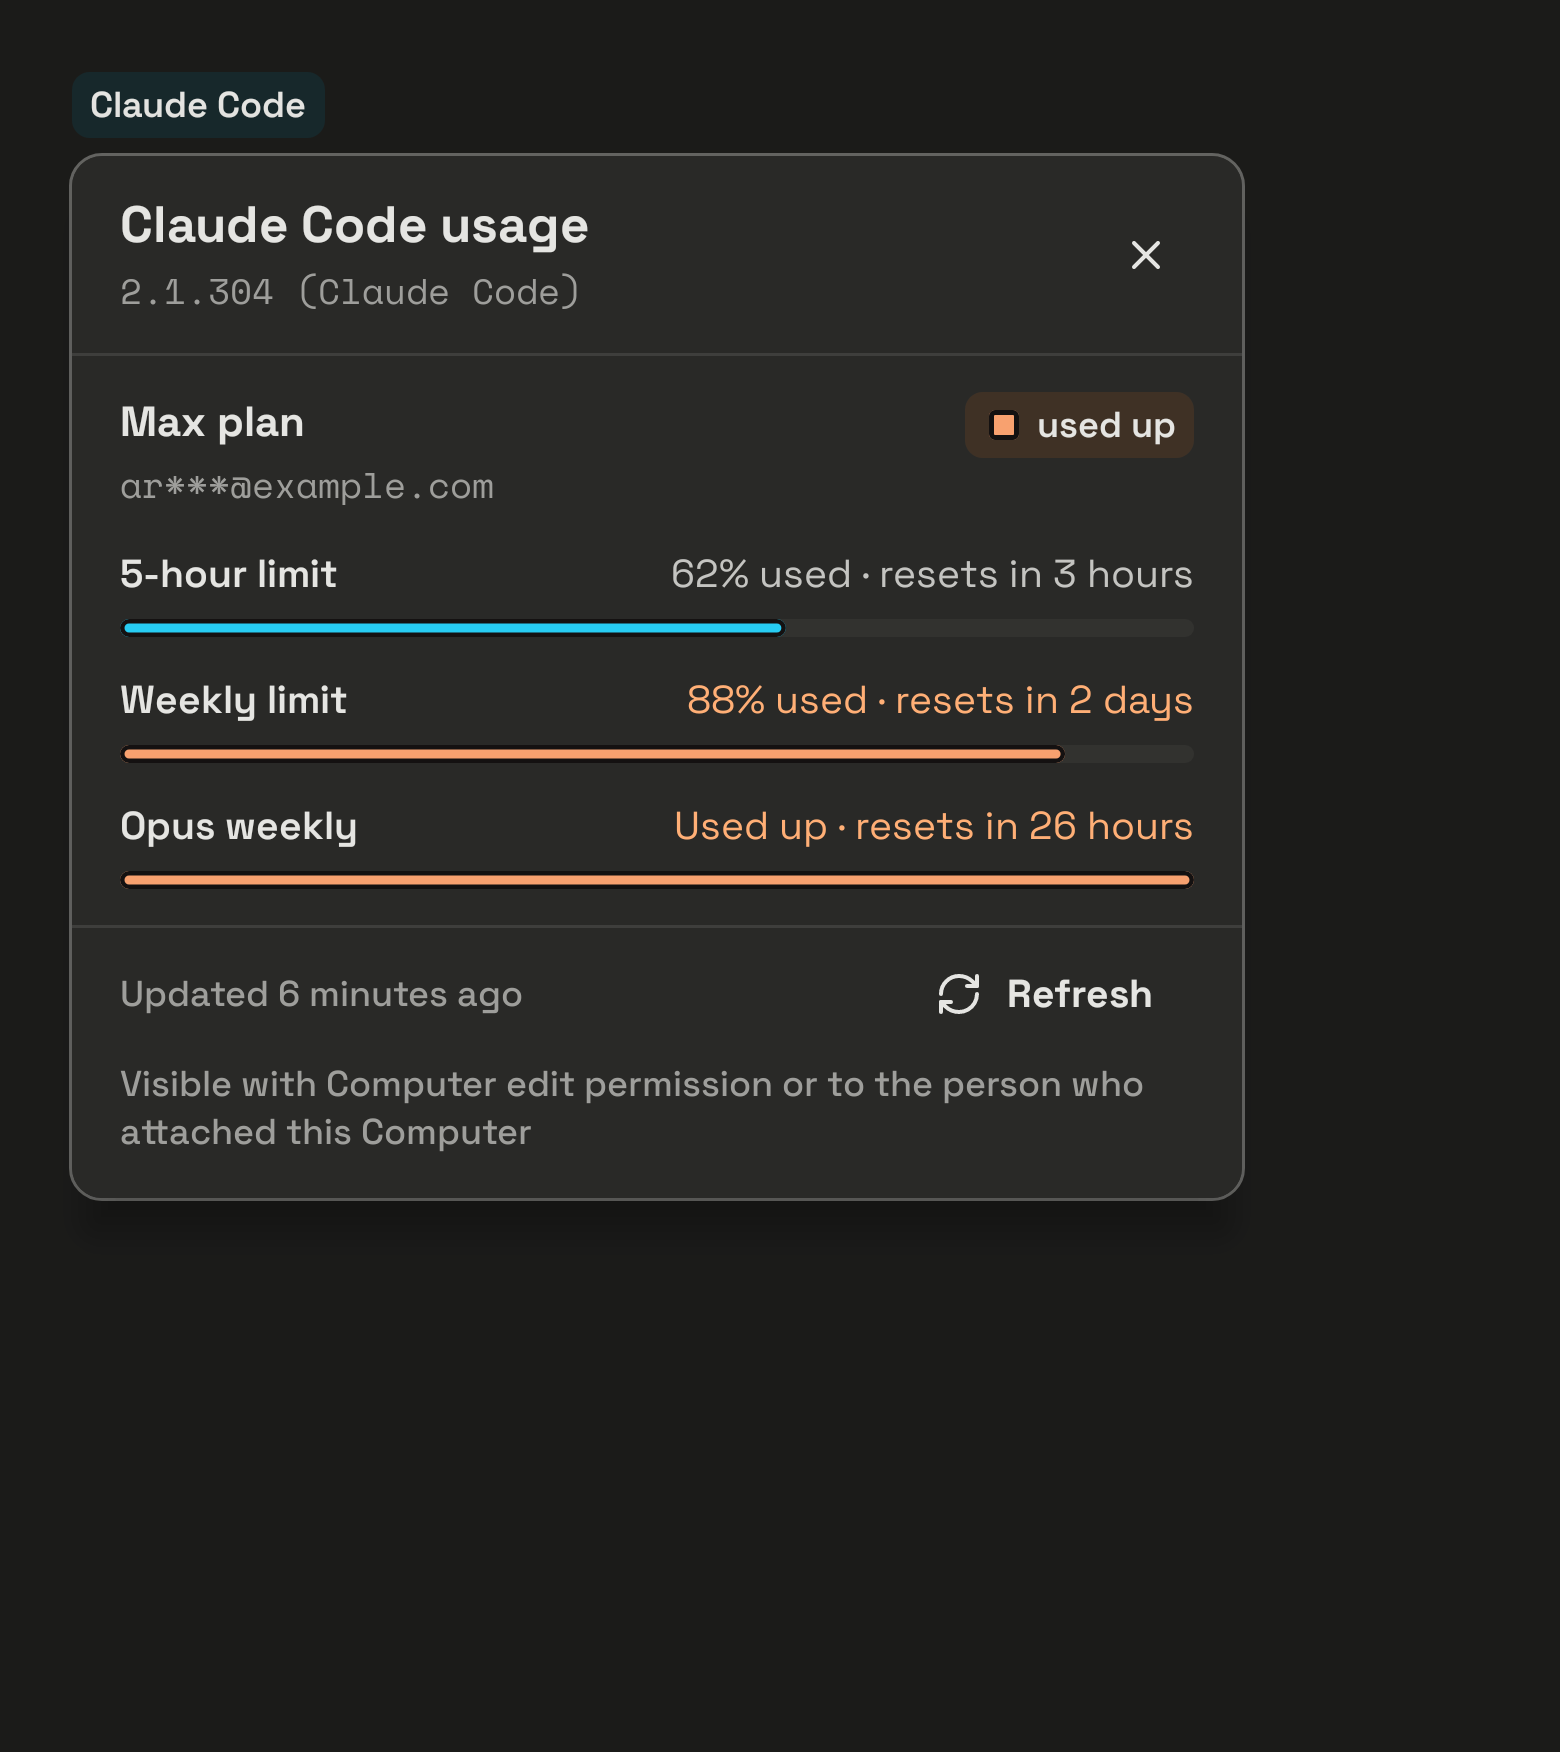 Claude Code
Claude Code usage
2.1.304 (Claude Code)
Max plan
used up
ar***@example.com
5-hour limit
62% used · resets in 3 hours
Weekly limit
88% used · resets in 2 days
Opus weekly
Used up · resets in 26 hours
Updated 6 minutes ago
Refresh
Visible with Computer edit permission or to the person who
attached this Computer